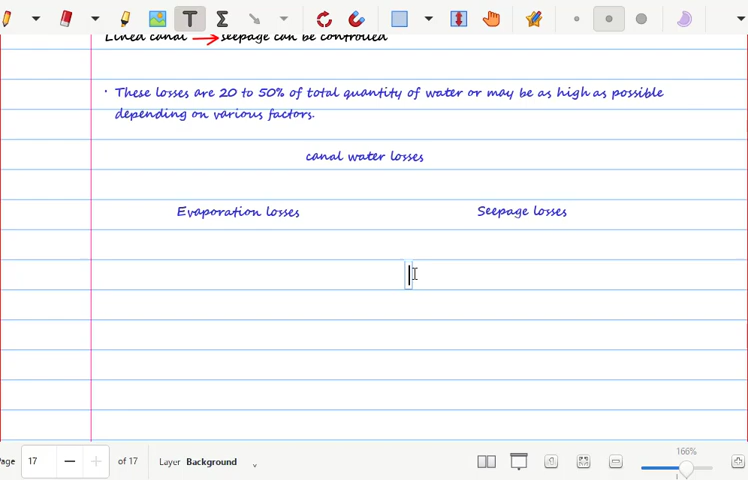 Lined canal → seepage can be controlled
· These losses are 20 to 50% of total quantity of water or may be as high as possible
depending on various factors.
canal water losses
Evaporation losses Seepage losses
Page 17 of 17 Layer Background 166%